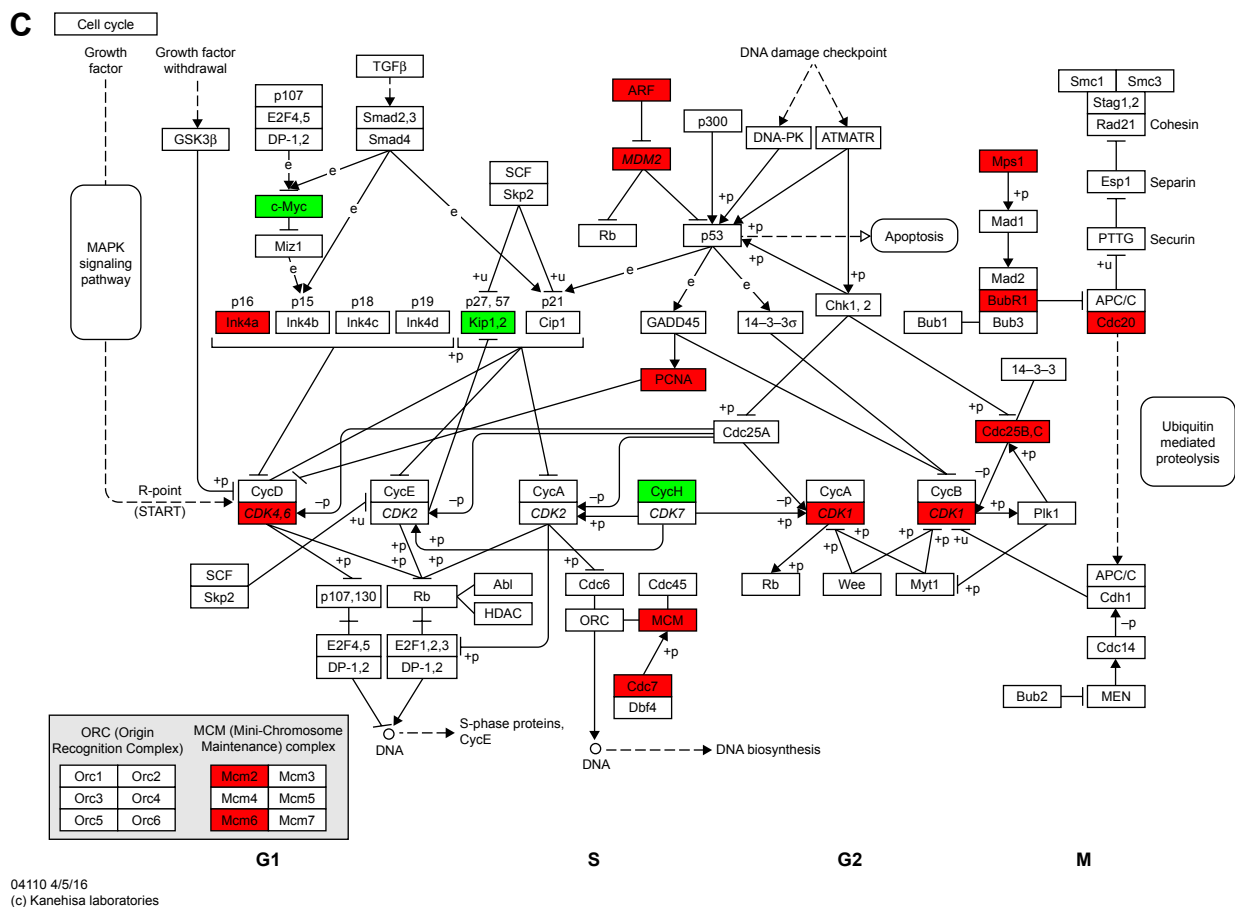 C
Cell cycle
Growth
factor
Growth factor
withdrawal
TGFβ
DNA damage checkpoint
Smc1
Smc3
Stag1,2
Rad21
Cohesin
p107
E2F4,5
DP-1,2
Smad2,3
Smad4
ARF
p300
DNA-PK
ATMATR
GSK3β
MDM2
Mps1
SCF
Skp2
Esp1
Separin
e
e
+p
+p
c-Myc
e
e
Rb
p53
+p
Apoptosis
Mad1
PTTG
Securin
MAPK
signaling
pathway
Miz1
e
+u
+u
e
+p
+p
+u
e
e
Mad2
p16
p15
p18
p19
p27, 57
p21
Chk1, 2
BubR1
APC/C
Ink4a
Ink4b
Ink4c
Ink4d
Kip1,2
Cip1
GADD45
14–3–3σ
Bub1
Bub3
Cdc20
+p
PCNA
14–3–3
+p
+p
Cdc25A
Cdc25B,C
Ubiquitin
mediated
proteolysis
+p
+p
–p
R-point
(START)
CycD
CDK4,6
–p
CycE
CDK2
–p
CycA
CDK2
–p
+p
CycH
CDK7
–p
+p
CycA
CDK1
CycB
CDK1
+p
Plk1
+u
+p
+p
+p
+p
+p
+p
+p
+p
+u
SCF
Skp2
+p
Abl
Cdc6
Cdc45
Rb
Wee
Myt1
+p
APC/C
Cdh1
p107,130
Rb
HDAC
ORC
MCM
–p
E2F4,5
DP-1,2
E2F1,2,3
DP-1,2
+p
+p
Cdc14
Cdc7
Dbf4
Bub2
MEN
DNA
S-phase proteins,
CycE
DNA
DNA biosynthesis
ORC (Origin
Recognition Complex)
MCM (Mini-Chromosome
Maintenance) complex
Orc1
Orc2
Mcm2
Mcm3
Orc3
Orc4
Mcm4
Mcm5
Orc5
Orc6
Mcm6
Mcm7
G1
S
G2
M
04110 4/5/16
(c) Kanehisa laboratories